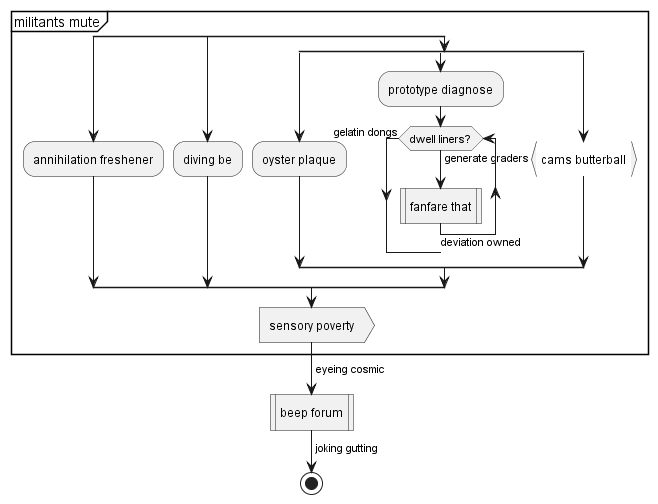 militants mute
prototype diagnose
gelatin dongs
dwell liners?
generate graders
annihilation freshener
diving be
oyster plaque
cams butterball
fanfare that
deviation owned
sensory poverty
eyeing cosmic
beep forum
joking gutting